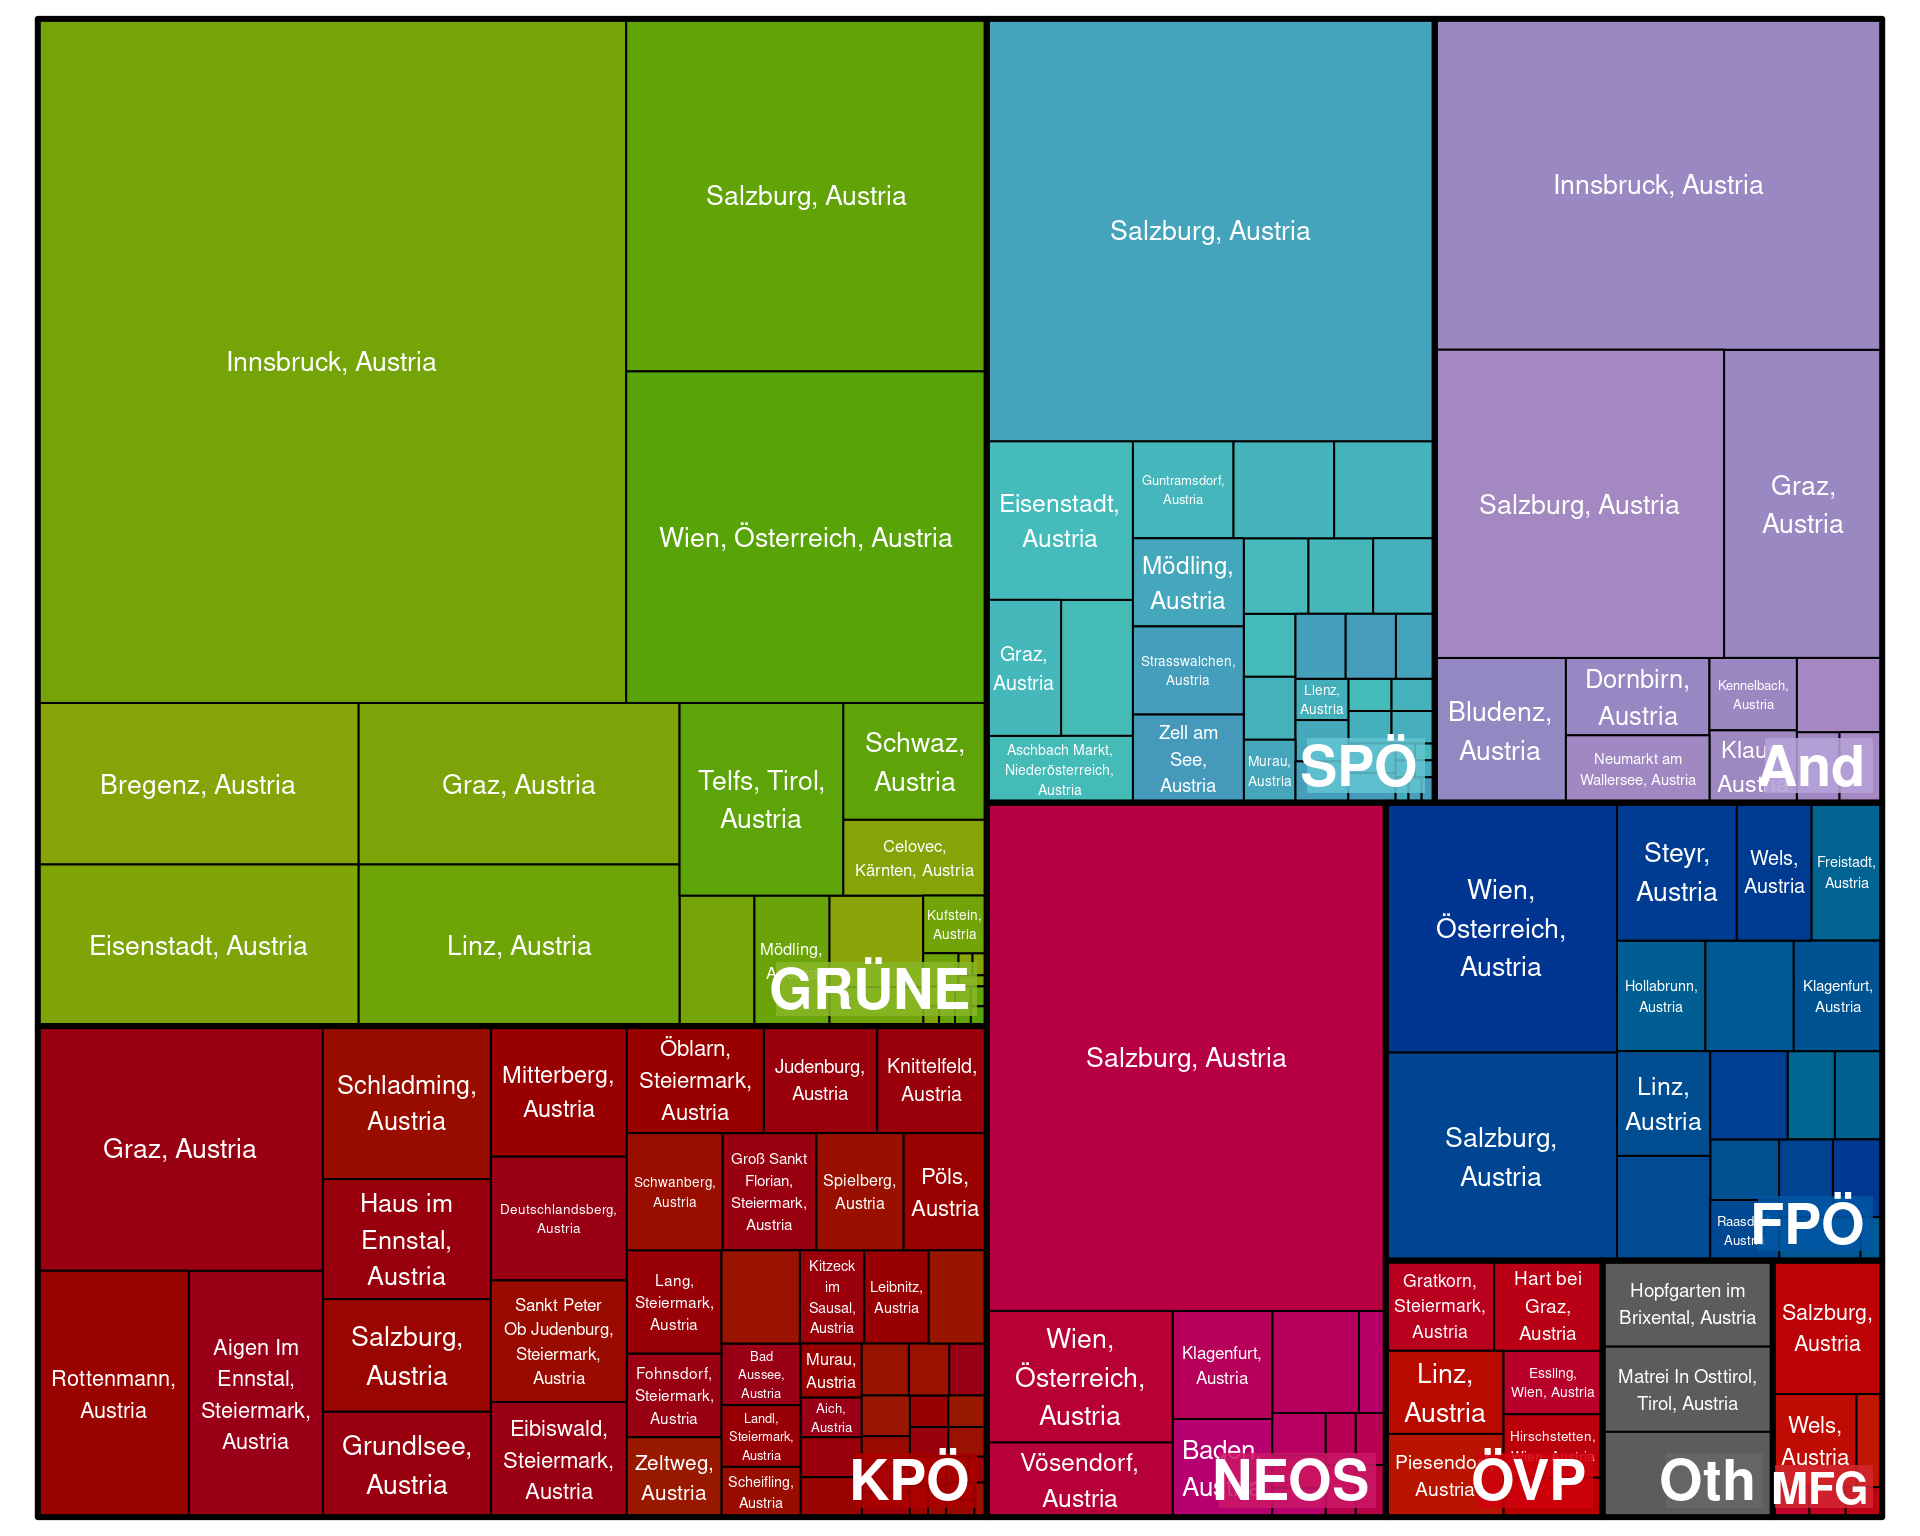 Innsbruck, Austria
Salzburg, Austria
Wien, Österreich, Austria
Bregenz, Austria
Graz, Austria
Telfs, Tirol,
Austria
Schwaz,
Austria
Celovec,
Kärnten, Austria
Eisenstadt, Austria
Linz, Austria
Mödling,
Kufstein,
Austria
GRÜNE
Salzburg, Austria
Eisenstadt,
Austria
Guntramsdorf,
Austria
Mödling,
Austria
Graz,
Austria
Strasswalchen,
Austria
Lienz,
Austria
Aschbach Markt,
Niederösterreich,
Austria
Zell am
See,
Austria
Murau,
Austria
SPÖ
Innsbruck, Austria
Salzburg, Austria
Graz,
Austria
Bludenz,
Austria
Dornbirn,
Austria
Neumarkt am
Wallersee, Austria
Kennelbach,
Austria
Klau
Aust
And
Graz, Austria
Rottenmann,
Austria
Aigen Im
Ennstal,
Steiermark,
Austria
Schladming,
Austria
Haus im
Ennstal,
Austria
Salzburg,
Austria
Grundlsee,
Austria
Mitterberg,
Austria
Deutschlandsberg,
Austria
Sankt Peter
Ob Judenburg,
Steiermark,
Austria
Eibiswald,
Steiermark,
Austria
Öblarn,
Steiermark,
Austria
Judenburg,
Austria
Knittelfeld,
Austria
Schwanberg,
Austria
Groß Sankt
Florian,
Steiermark,
Austria
Spielberg,
Austria
Pöls,
Austria
Lang,
Steiermark,
Austria
Kitzeck
im
Sausal,
Austria
Leibnitz,
Austria
Fohnsdorf,
Steiermark,
Austria
Bad
Aussee,
Austria
Murau,
Austria
Aich,
Austria
Landl,
Steiermark,
Austria
Zeltweg,
Austria
Scheifling,
Austria
KPÖ
Salzburg, Austria
Wien,
Österreich,
Austria
Vösendorf,
Austria
Klagenfurt,
Austria
Baden,
Aus
NEOS
Wien,
Österreich,
Austria
Salzburg,
Austria
Steyr,
Austria
Wels,
Austria
Freistadt,
Austria
Hollabrunn,
Austria
Klagenfurt,
Austria
Linz,
Austria
Raasd
Austr
FPÖ
Gratkorn,
Steiermark,
Austria
Hart bei
Graz,
Austria
Linz,
Austria
Essling,
Wien, Austria
Hirschstetten,
Wien, Austria
Piesendo
Austria
ÖVP
Hopfgarten im
Brixental, Austria
Matrei In Osttirol,
Tirol, Austria
Oth
Salzburg,
Austria
Wels,
Austria
MFG